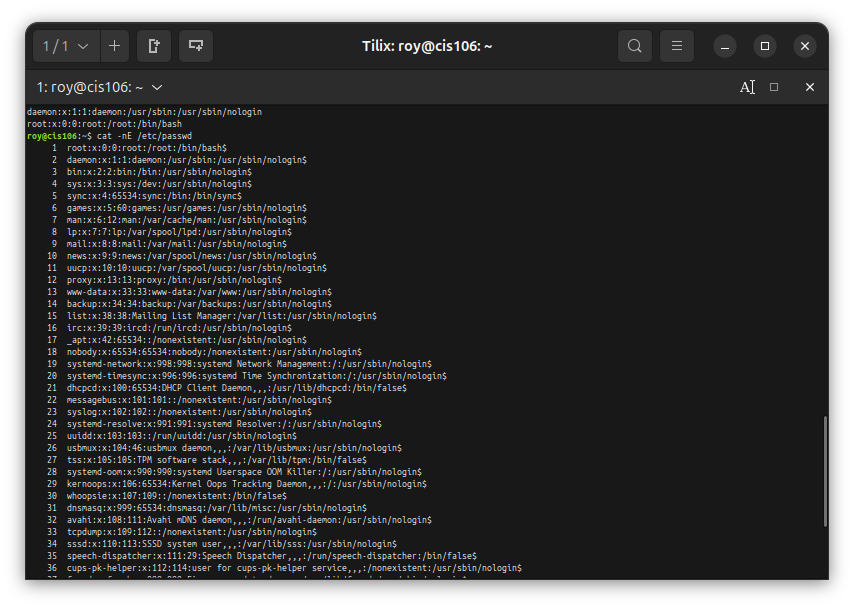 1 / 1
Tilix: roy@cis106: ~
1: roy@cis106: ~
daemon:x:1:1:daemon:/usr/sbin:/usr/sbin/nologin
root:x:0:0:root:/root:/bin/bash
roy@cis106:~$ cat -nE /etc/passwd
1 root:x:0:0:root:/root:/bin/bash$
2 daemon:x:1:1:daemon:/usr/sbin:/usr/sbin/nologin$
3 bin:x:2:2:bin:/bin:/usr/sbin/nologin$
4 sys:x:3:3:sys:/dev:/usr/sbin/nologin$
5 sync:x:4:65534:sync:/bin:/bin/sync$
6 games:x:5:60:games:/usr/games:/usr/sbin/nologin$
7 man:x:6:12:man:/var/cache/man:/usr/sbin/nologin$
8 lp:x:7:7:lp:/var/spool/lpd:/usr/sbin/nologin$
9 mail:x:8:8:mail:/var/mail:/usr/sbin/nologin$
10 news:x:9:9:news:/var/spool/news:/usr/sbin/nologin$
11 uucp:x:10:10:uucp:/var/spool/uucp:/usr/sbin/nologin$
12 proxy:x:13:13:proxy:/bin:/usr/sbin/nologin$
13 www-data:x:33:33:www-data:/var/www:/usr/sbin/nologin$
14 backup:x:34:34:backup:/var/backups:/usr/sbin/nologin$
15 list:x:38:38:Mailing List Manager:/var/list:/usr/sbin/nologin$
16 irc:x:39:39:ircd:/run/ircd:/usr/sbin/nologin$
17 _apt:x:42:65534::/nonexistent:/usr/sbin/nologin$
18 nobody:x:65534:65534:nobody:/nonexistent:/usr/sbin/nologin$
19 systemd-network:x:998:998:systemd Network Management:/:/usr/sbin/nologin$
20 systemd-timesync:x:996:996:systemd Time Synchronization:/:/usr/sbin/nologin$
21 dhcpcd:x:100:65534:DHCP Client Daemon,,,:/usr/lib/dhcpcd:/bin/false$
22 messagebus:x:101:101::/nonexistent:/usr/sbin/nologin$
23 syslog:x:102:102::/nonexistent:/usr/sbin/nologin$
24 systemd-resolve:x:991:991:systemd Resolver:/:/usr/sbin/nologin$
25 uuidd:x:103:103::/run/uuidd:/usr/sbin/nologin$
26 usbmux:x:104:46:usbmux daemon,,,:/var/lib/usbmux:/usr/sbin/nologin$
27 tss:x:105:105:TPM software stack,,,:/var/lib/tpm:/bin/false$
28 systemd-oom:x:990:990:systemd Userspace OOM Killer:/:/usr/sbin/nologin$
29 kernoops:x:106:65534:Kernel Oops Tracking Daemon,,,:/:/usr/sbin/nologin$
30 whoopsie:x:107:109::/nonexistent:/bin/false$
31 dnsmasq:x:999:65534:dnsmasq:/var/lib/misc:/usr/sbin/nologin$
32 avahi:x:108:111:Avahi mDNS daemon,,,:/run/avahi-daemon:/usr/sbin/nologin$
33 tcpdump:x:109:112::/nonexistent:/usr/sbin/nologin$
34 sssd:x:110:113:SSSD system user,,,:/var/lib/sss:/usr/sbin/nologin$
35 speech-dispatcher:x:111:29:Speech Dispatcher,,,:/run/speech-dispatcher:/bin/false$
36 cups-pk-helper:x:112:114:user for cups-pk-helper service,,,:/nonexistent:/usr/sbin/nologin$